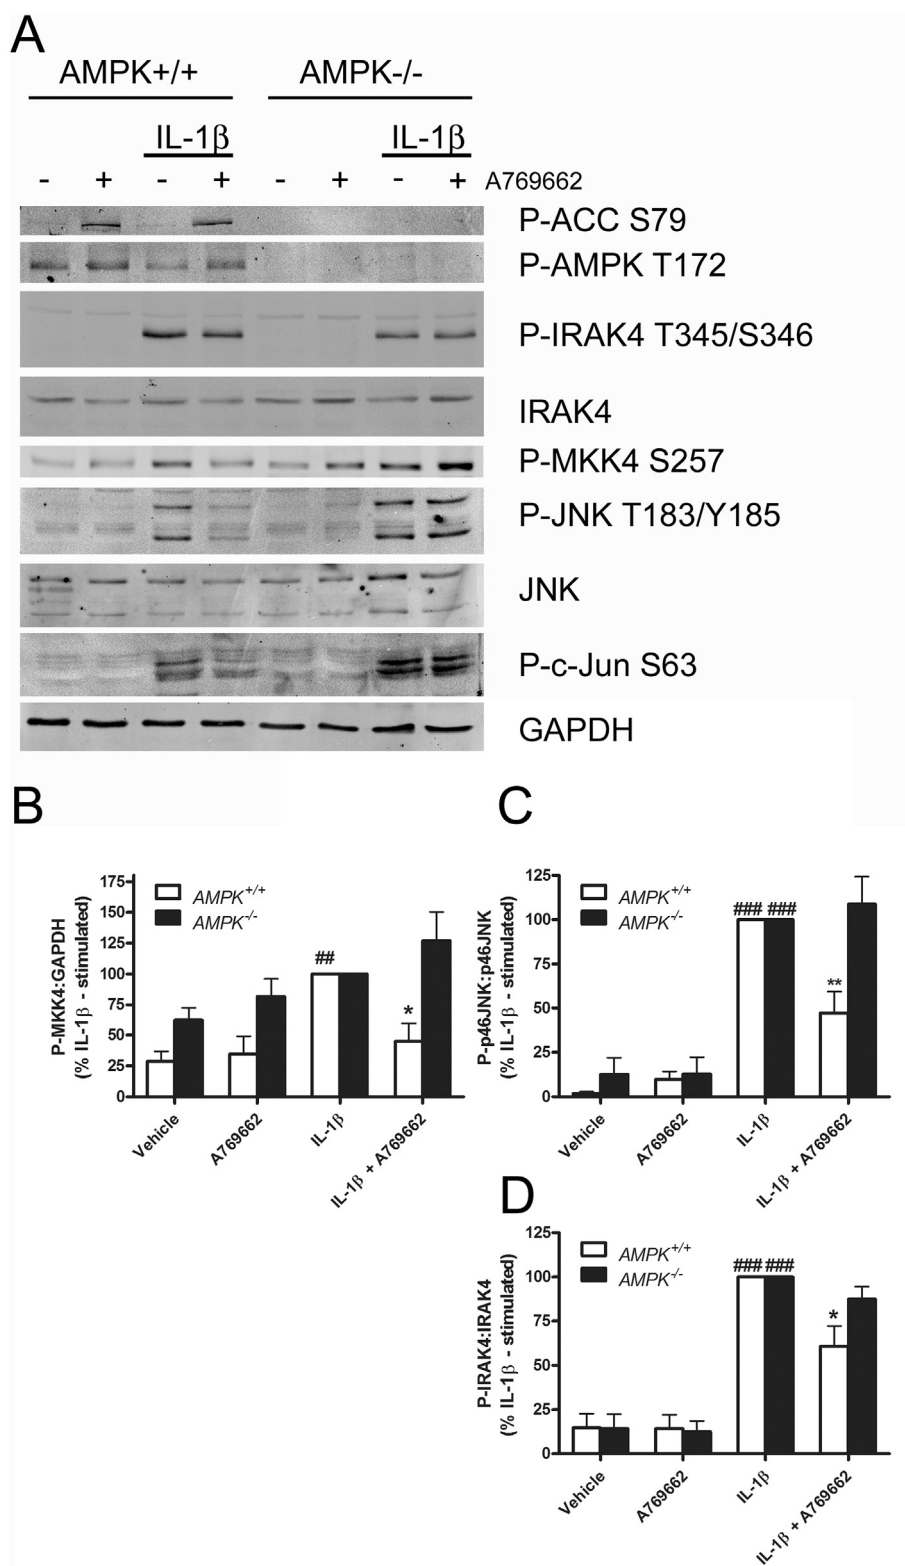 A
AMPK+/+ AMPK-/-
IL-1β IL-1β
- + - + - + - + A769662
P-ACC S79
P-AMPK T172
P-IRAK4 T345/S346
IRAK4
P-MKK4 S257
P-JNK T183/Y185
JNK
P-c-Jun S63
GAPDH
B
P-MKK4:GAPDH
(% IL-1β - stimulated)
175
150
125
100
75
50
25
0
AMPK+/+
AMPK-/-
##
*
Vehicle
A769662
IL-1β
IL-1β + A769662
C
P-p46JNK:p46JNK
(% IL-1β - stimulated)
125
100
75
50
25
0
AMPK+/+
AMPK-/-
### ###
**
Vehicle
A769662
IL-1β
IL-1β + A769662
D
P-IRAK4:IRAK4
(% IL-1β - stimulated)
125
100
75
50
25
0
AMPK+/+
AMPK-/-
### ###
*
Vehicle
A769662
IL-1β
IL-1β + A769662